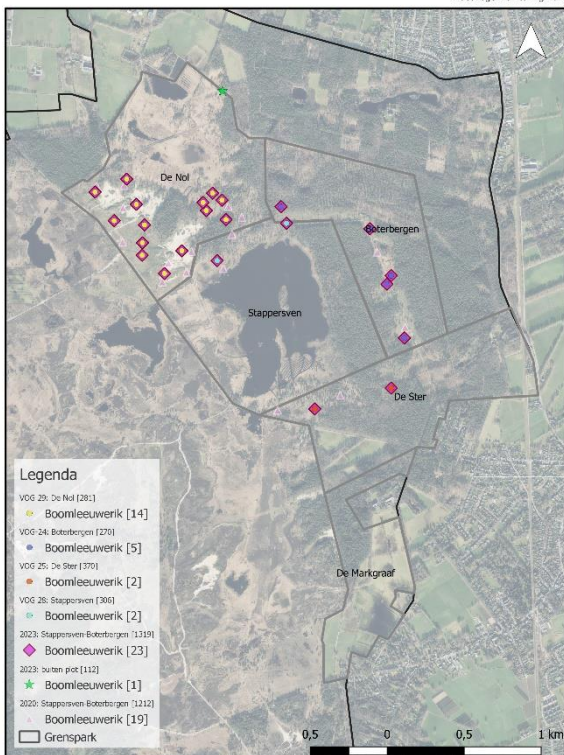 De Nol
Boterbergen
Stappersven
De Ster
De Markgraaf
Legenda
VOG 29: De Nol [281]
Boomleeuwerik [14]
VOG-24: Boterbergen [270]
Boomleeuwerik [5]
VOG 25: De Ster [370]
Boomleeuwerik [2]
VOG 28: Stappersven [306]
Boomleeuwerik [2]
2023: Stappersven-Boterbergen [1319]
Boomleeuwerik [23]
2023: buiten plot [112]
Boomleeuwerik [1]
2020: Stappersven-Boterbergen [1212]
Boomleeuwerik [19]
Grenspark
0,5 0 0,5 1 km